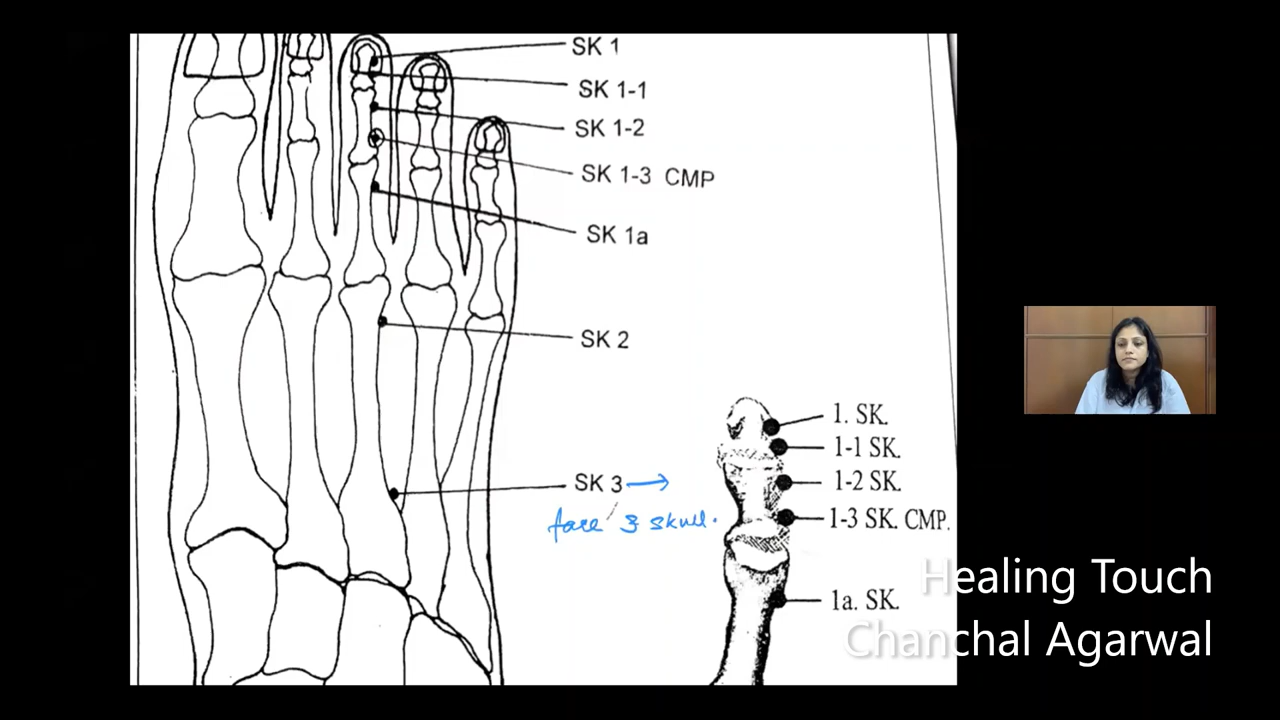 SK 1
SK 1-1
SK 1-2
SK 1-3 CMP
SK 1a
SK 2
SK 3
face & skull.
1. SK.
1-1 SK.
1-2 SK.
1-3 SK. CMP.
1a. SK.
Healing Touch
Chanchal Agarwal